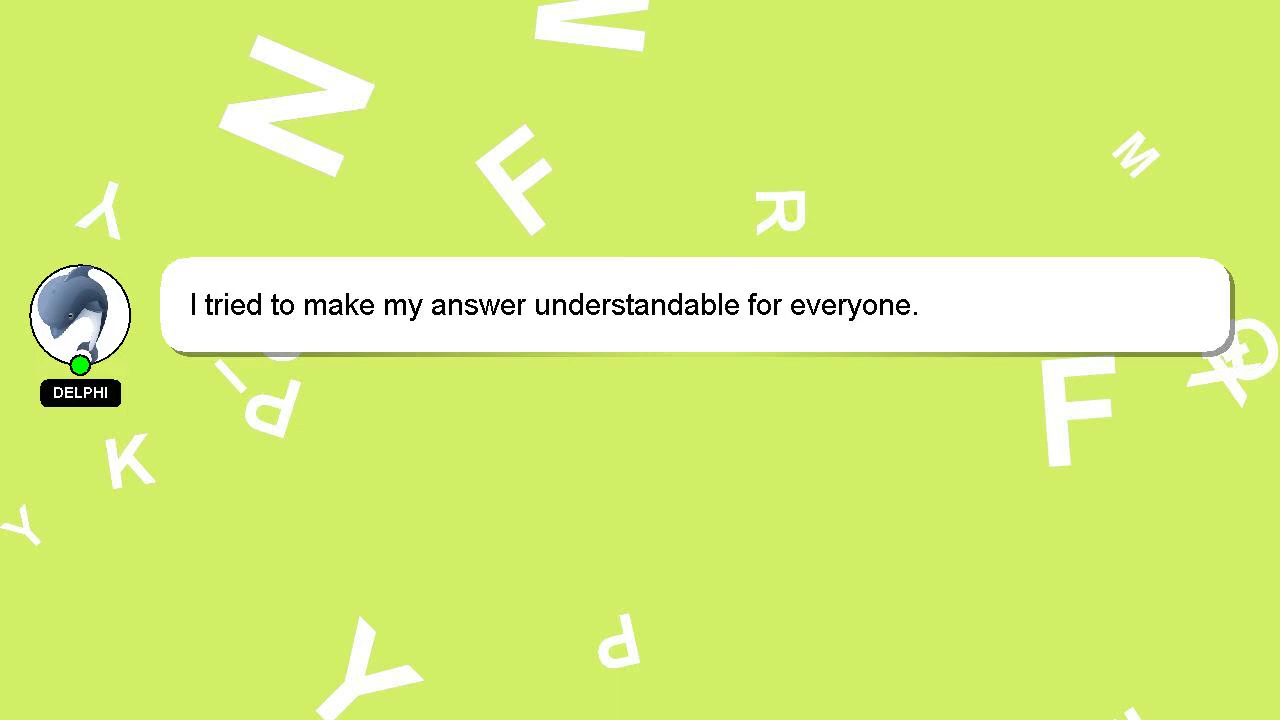 I tried to make my answer understandable for everyone.
DELPHI
N
F
M
Y
R
F
P
K
Y
Y
P